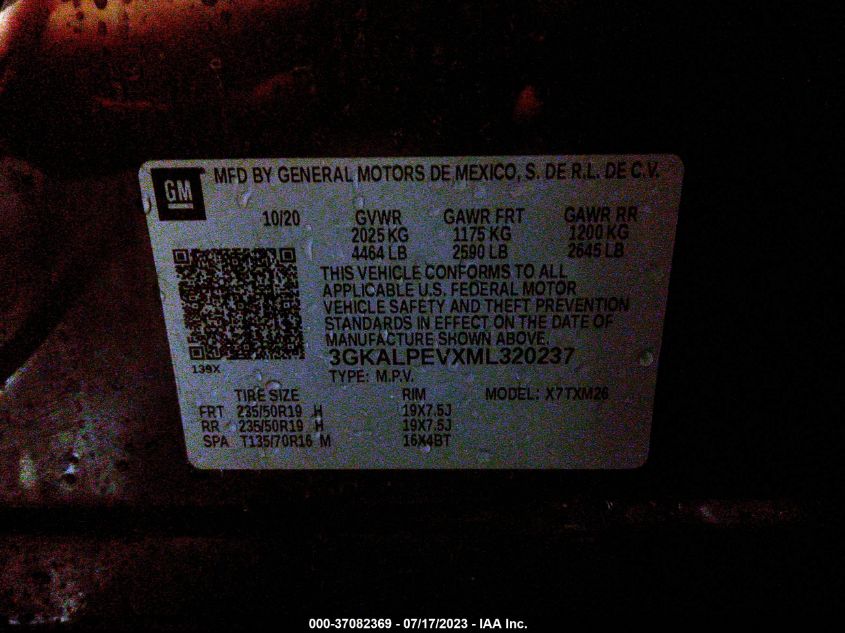 GM
MFD BY GENERAL MOTORS DE MEXICO, S. DE R.L. DE C.V.
10/20 GVWR GAWR FRT GAWR RR
2025 KG 1175 KG 1200 KG
4464 LB 2590 LB 2645 LB
THIS VEHICLE CONFORMS TO ALL
APPLICABLE U.S. FEDERAL MOTOR
VEHICLE SAFETY AND THEFT PREVENTION
STANDARDS IN EFFECT ON THE DATE OF
MANUFACTURE SHOWN ABOVE.
3GKALPEVXML320237
139X
TYPE: M.P.V.
TIRE SIZE RIM MODEL: X7TXM26
FRT 235/50R19 H 19X7.5J
RR 235/50R19 H 19X7.5J
SPA T135/70R16 M 16X4BT
000-37082369 - 07/17/2023 - IAA Inc.